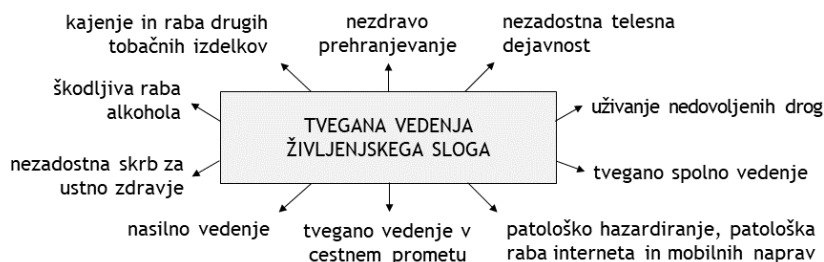 kajenje in raba drugih
tobačnih izdelkov
nezdravo
prehranjevanje
nezadostna telesna
dejavnost
škodljiva raba
alkohola
TVEGANA VEDENJA
ŽIVLJENJSKEGA SLOGA
uživanje nedovoljenih drog
nezadostna skrb za
ustno zdravje
tvegano spolno vedenje
nasilno vedenje
tvegano vedenje v
cestnem prometu
patološko hazardiranje, patološka
raba interneta in mobilnih naprav